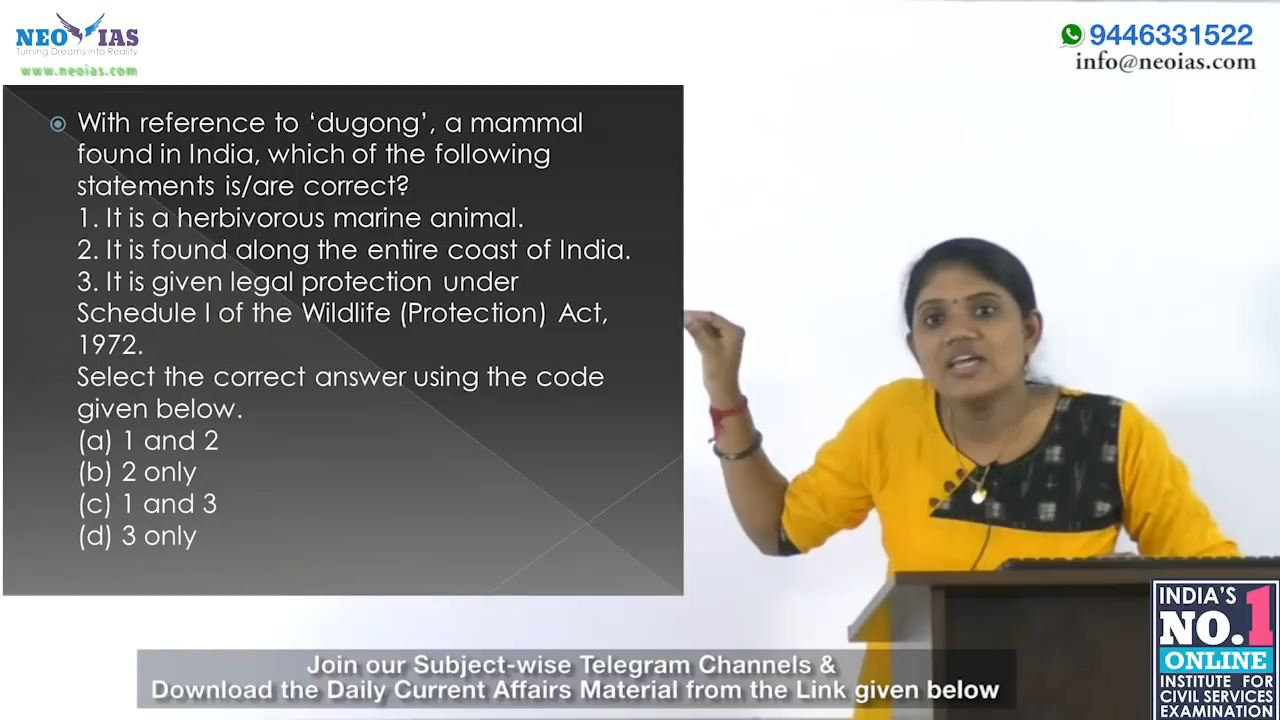 NEO IAS
Turning Dreams into Reality
www.neoias.com
9446331522
info@neoias.com
With reference to ‘dugong’, a mammal
found in India, which of the following
statements is/are correct?
1. It is a herbivorous marine animal.
2. It is found along the entire coast of India.
3. It is given legal protection under
Schedule I of the Wildlife (Protection) Act,
1972.
Select the correct answer using the code
given below.
(a) 1 and 2
(b) 2 only
(c) 1 and 3
(d) 3 only
INDIA'S
NO.1
ONLINE
INSTITUTE FOR
CIVIL SERVICES
EXAMINATION
Join our Subject-wise Telegram Channels &
Download the Daily Current Affairs Material from the Link given below